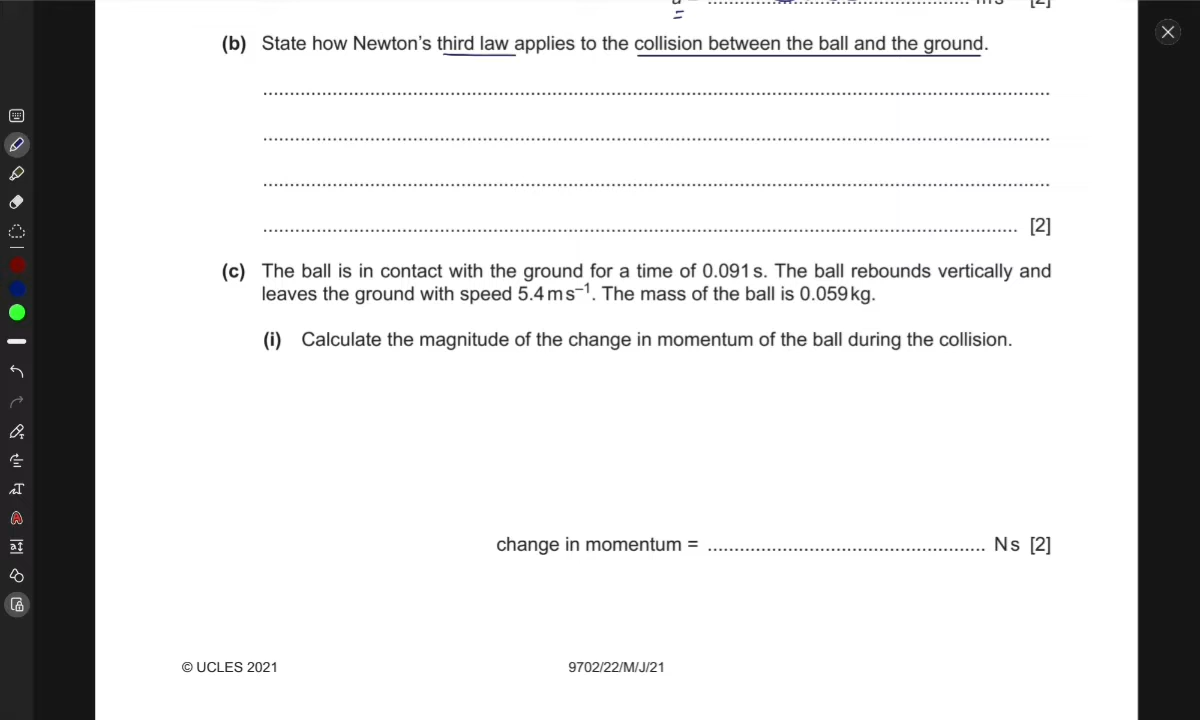 (b) State how Newton's third law applies to the collision between the ball and the ground.
[2]
(c) The ball is in contact with the ground for a time of 0.091 s. The ball rebounds vertically and
leaves the ground with speed 5.4 m s⁻¹. The mass of the ball is 0.059 kg.
(i) Calculate the magnitude of the change in momentum of the ball during the collision.
change in momentum = .................................................... N s [2]
© UCLES 2021
9702/22/M/J/21